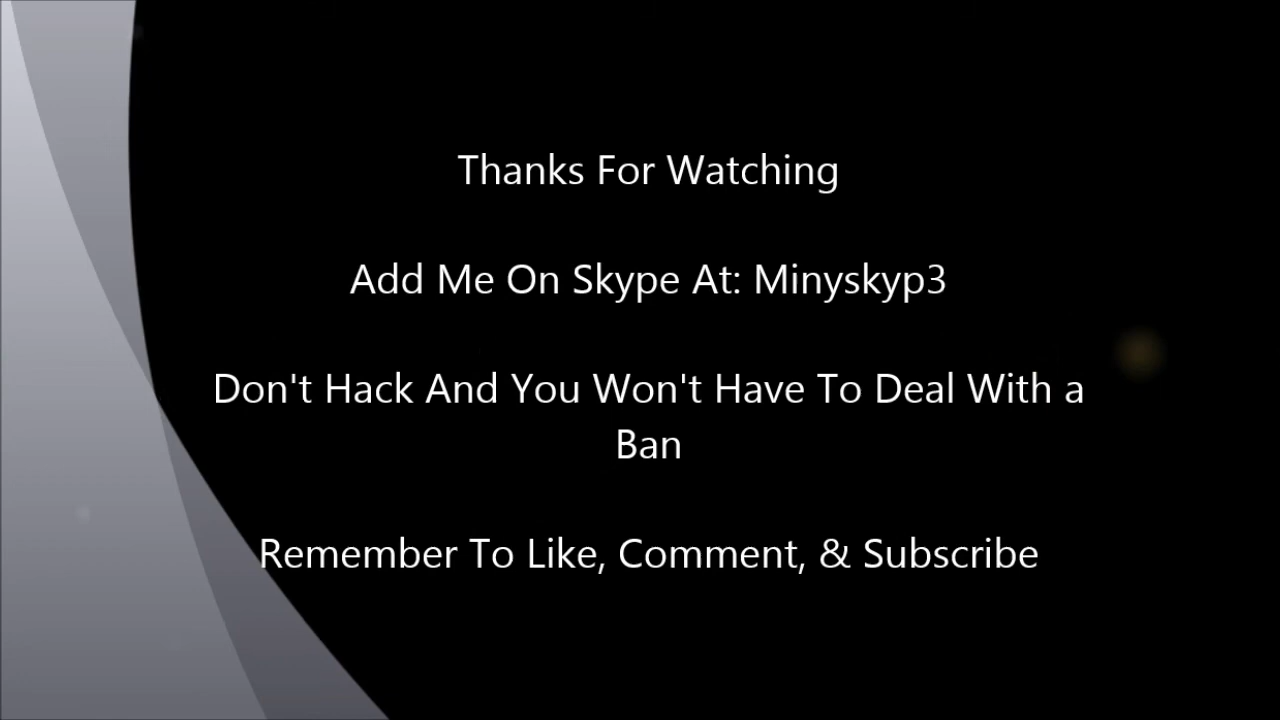 Thanks For Watching
Add Me On Skype At: Minyskyp3
Don't Hack And You Won't Have To Deal With a
Ban
Remember To Like, Comment, & Subscribe